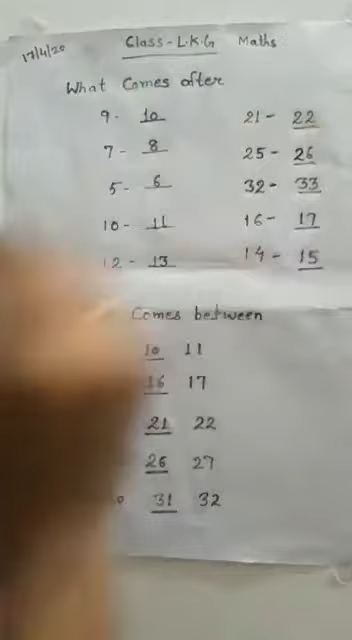 17/4/20 Class - L.K.G Maths
What Comes after
9 - 10 21 - 22
7 - 8 25 - 26
5 - 6 32 - 33
10 - 11 16 - 17
12 - 13 14 - 15
Comes between
10 11
16 17
21 22
26 27
31 32